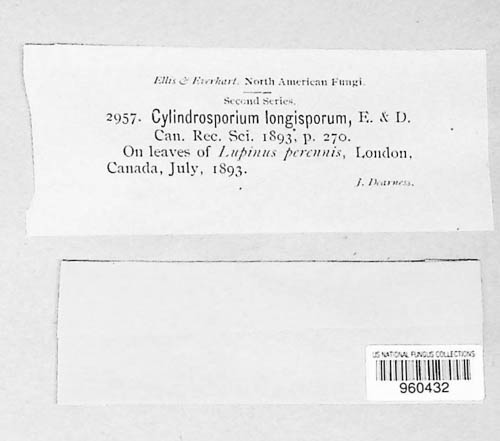 Ellis & Everhart. North American Fungi.
Second Series.
2957. Cylindrosporium longisporum, E. & D.
Can. Rec. Sci. 1893, p. 270.
On leaves of Lupinus perennis, London,
Canada, July, 1893.
J. Dearness.
US NATIONAL FUNGUS COLLECTIONS
960432